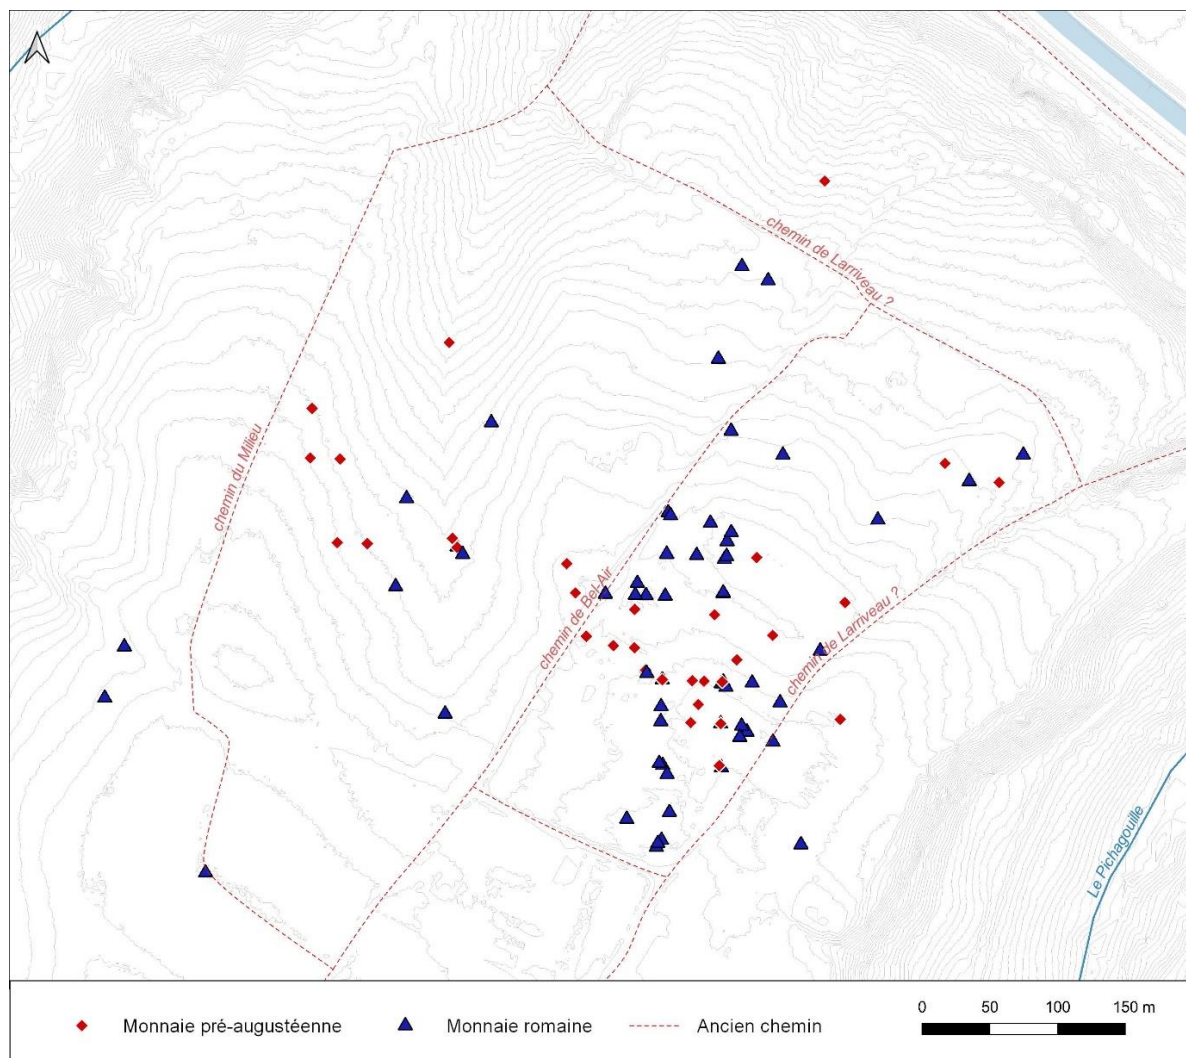 chemin de Larriveau ?
chemin du Milieu
chemin de Bel-Air
chemin de Larriveau ?
Le Pichagouille
Monnaie pré-augustéenne
Monnaie romaine
Ancien chemin
0 50 100 150 m